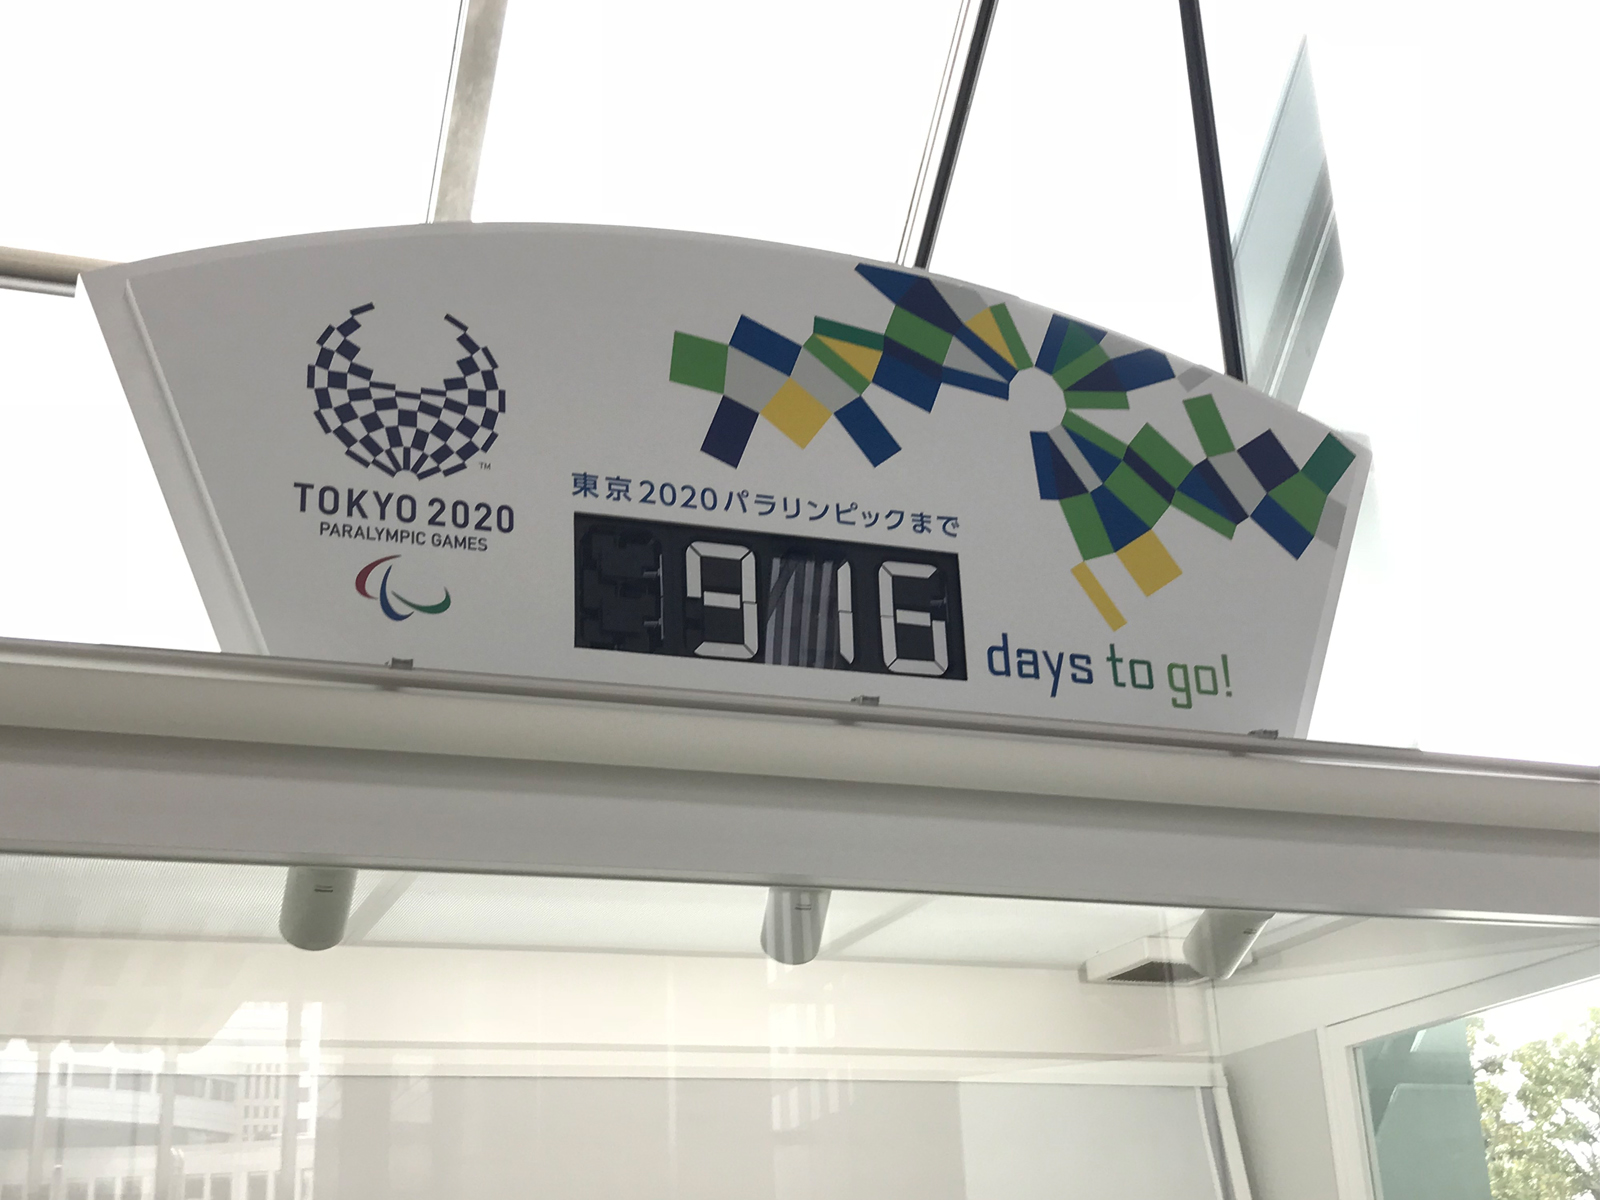 TOKYO 2020
PARALYMPIC GAMES
東京2020パラリンピックまで
916
days to go!